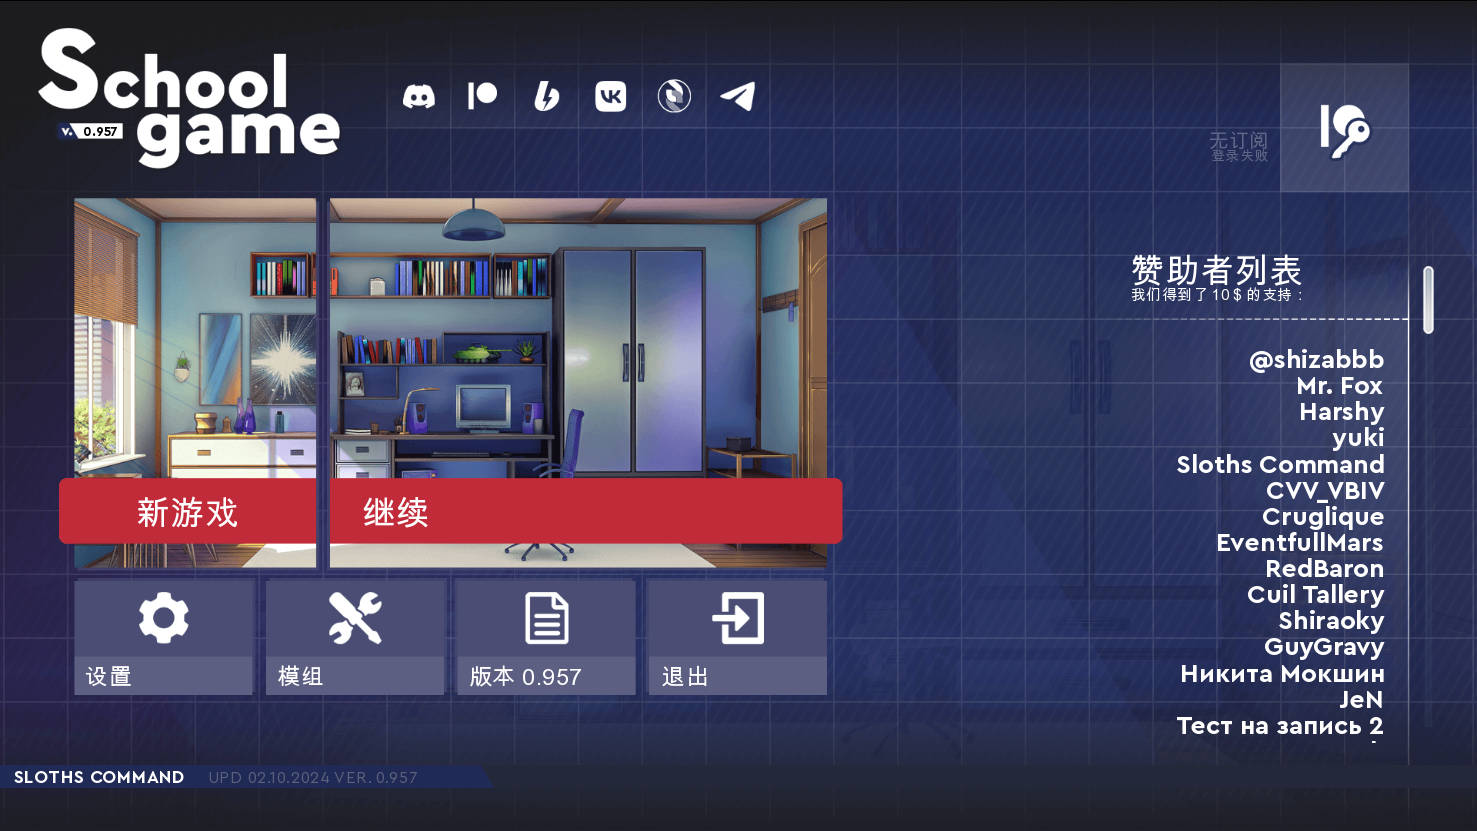 School
game
v. 0.957
无订阅
登录失败
赞助者列表
我们得到了 10 $ 的支持 :
@shizabbb
Mr. Fox
Harshy
yuki
Sloths Command
CVV_VBIV
Cruglique
EventfullMars
RedBaron
Cuil Tallery
Shiraoky
GuyGravy
Никита Мокшин
JeN
Тест на запись 2
新游戏
继续
设置
模组
版本 0.957
退出
SLOTHS COMMAND
UPD 02.10.2024 VER. 0.957